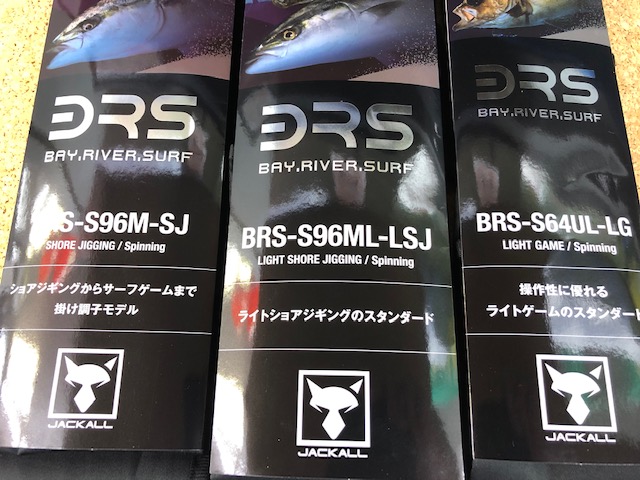 BRS
BAY.RIVER.SURF
S-S96M-SJ
SHORE JIGGING / Spinning
ショアジギングからサーフゲームまで
掛け調子モデル
JACKALL
BRS
BAY.RIVER.SURF
BRS-S96ML-LSJ
LIGHT SHORE JIGGING / Spinning
ライトショアジギングのスタンダード
JACKALL
BRS
BAY.RIVER.SURF
BRS-S64UL-LG
LIGHT GAME / Spinning
操作性に優れる
ライトゲームのスタンダード
JACKALL